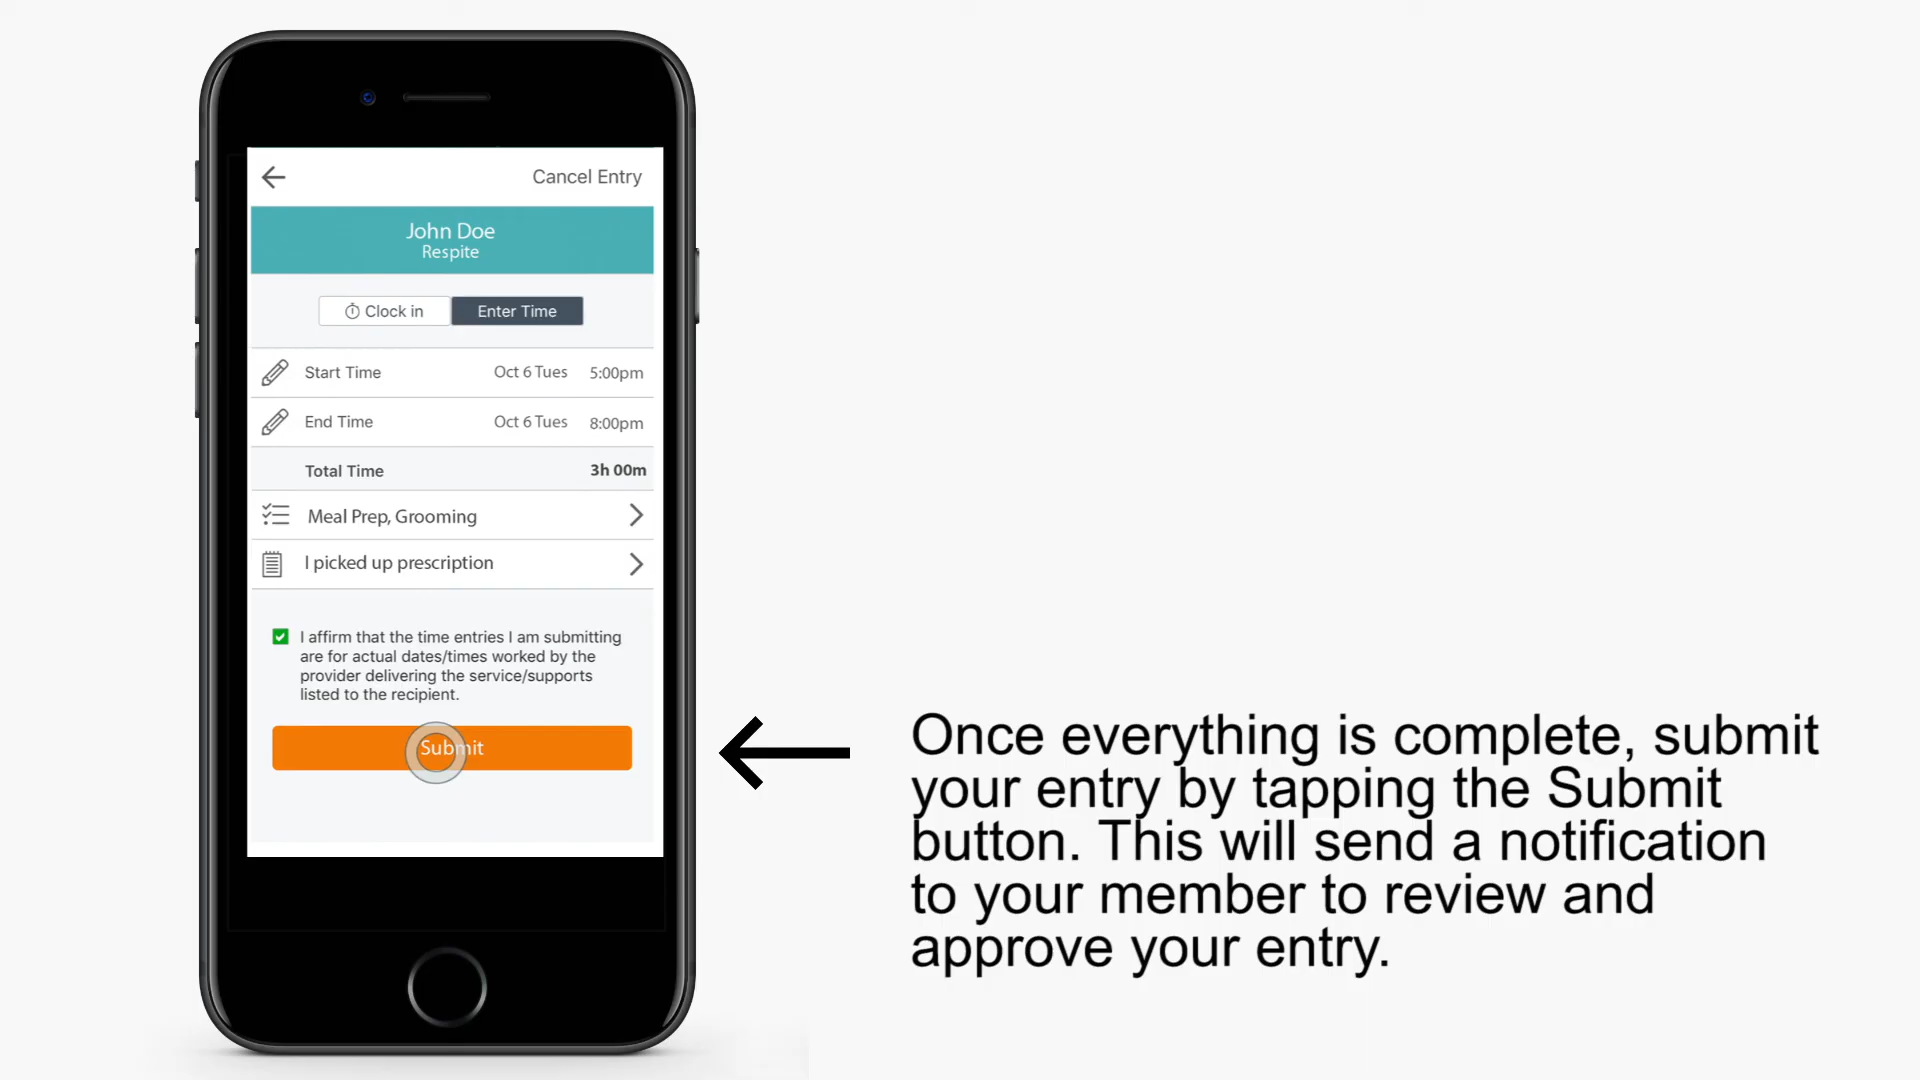 Cancel Entry
John Doe
Respite
Clock in
Enter Time
Start Time Oct 6 Tues 5:00pm
End Time Oct 6 Tues 8:00pm
Total Time 3h 00m
Meal Prep, Grooming
I picked up prescription
I affirm that the time entries I am submitting
are for actual dates/times worked by the
provider delivering the service/supports
listed to the recipient.
Submit
Once everything is complete, submit
your entry by tapping the Submit
button. This will send a notification
to your member to review and
approve your entry.